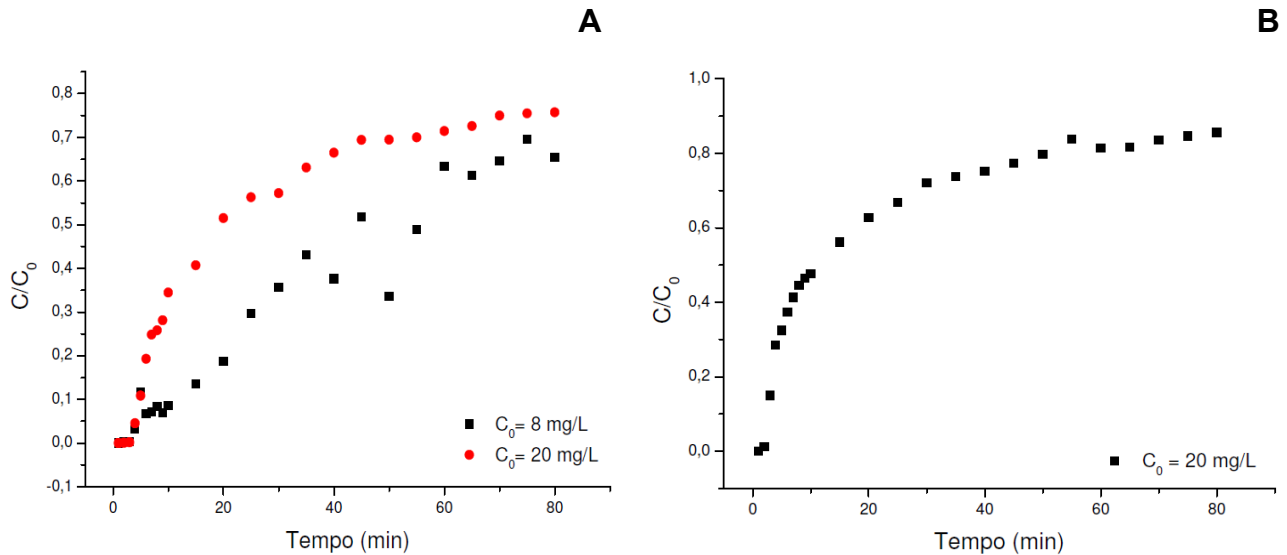 A
C/C₀
0,8
0,7
0,6
0,5
0,4
0,3
0,2
0,1
0,0
-0,1
0 20 40 60 80
Tempo (min)
C₀= 8 mg/L
C₀= 20 mg/L
B
C/C₀
1,0
0,8
0,6
0,4
0,2
0,0
0 20 40 60 80
Tempo (min)
C₀ = 20 mg/L